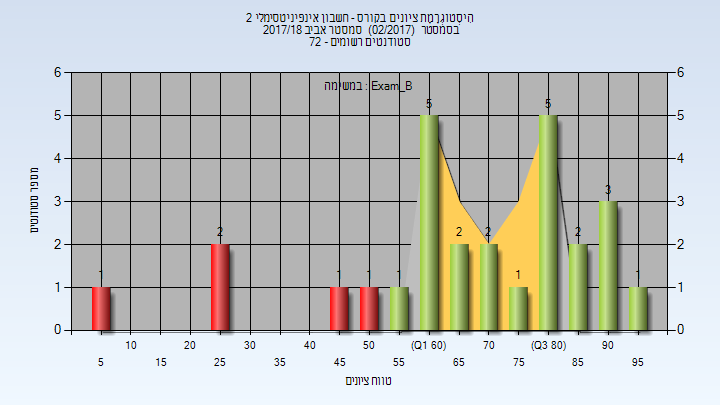 היסטוגרמת ציונים בקורס - חשבון אינפיניטסימלי 2
בסמסטר (02/2017) סמסטר אביב 2017/18
סטודנטים רשומים - 72
במשימה : Exam_B
מספר סטודנטים
6 6
5 5
4 4
3 3
2 2
1 1
0 0
1 2 1 1 1 5 2 2 1 5 2 3 1
10 20 30 40 50 (Q1 60) 70 (Q3 80) 90
5 15 25 35 45 55 65 75 85 95
טווח ציונים